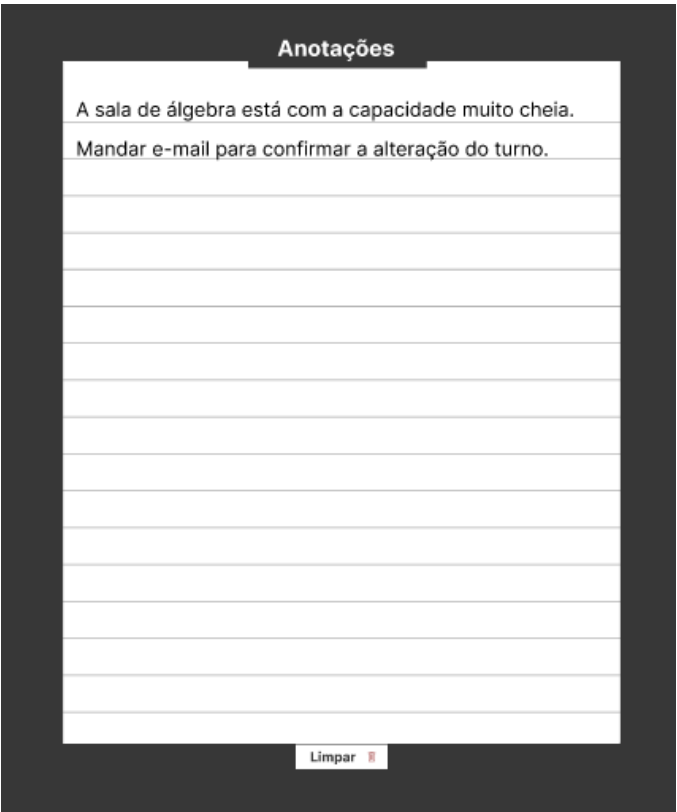 Anotações
A sala de álgebra está com a capacidade muito cheia.
Mandar e-mail para confirmar a alteração do turno.
Limpar